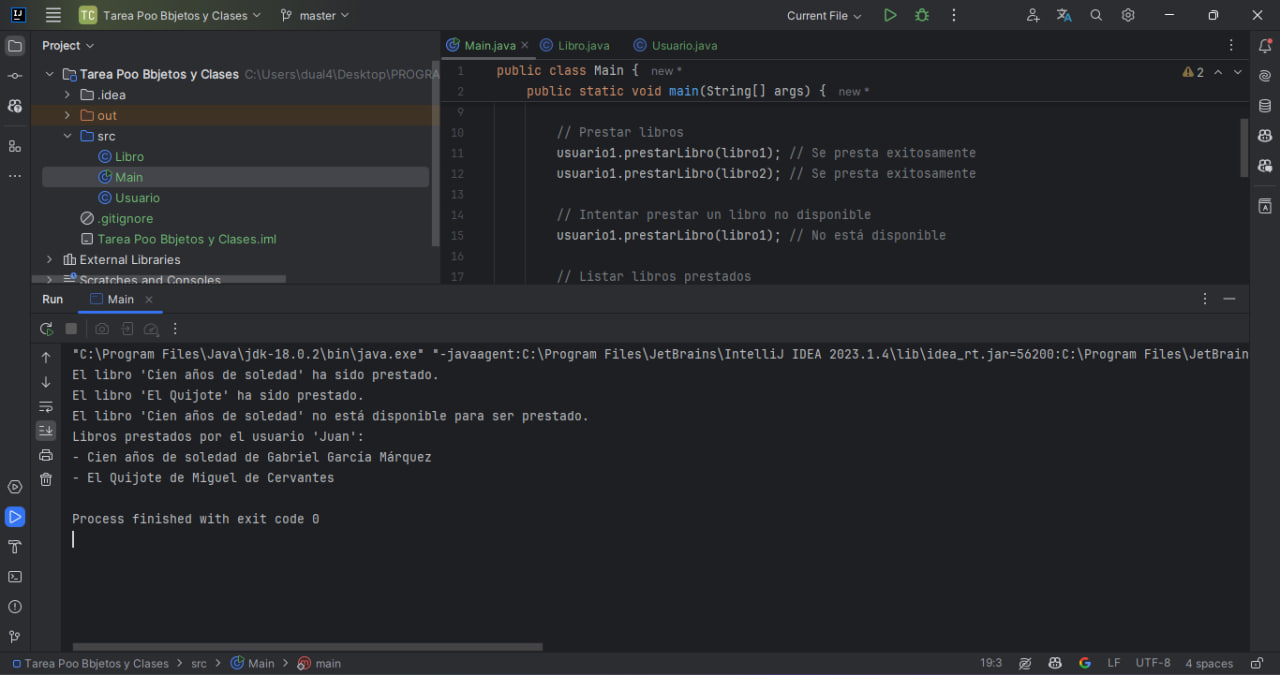 TC Tarea Poo Bbjetos y Clases master Current File
Project
Main.java Libro.java Usuario.java
Tarea Poo Bbjetos y Clases C:\Users\dual4\Desktop\PROGRA
.idea
out
src
Libro
Main
Usuario
.gitignore
Tarea Poo Bbjetos y Clases.iml
External Libraries
Scratches and Consoles
1 public class Main { new *
2 public static void main(String[] args) { new *
2
9
10 // Prestar libros
11 usuario1.prestarLibro(libro1); // Se presta exitosamente
12 usuario1.prestarLibro(libro2); // Se presta exitosamente
13
14 // Intentar prestar un libro no disponible
15 usuario1.prestarLibro(libro1); // No está disponible
16
17 // Listar libros prestados
Run Main
"C:\Program Files\Java\jdk-18.0.2\bin\java.exe" "-javaagent:C:\Program Files\JetBrains\IntelliJ IDEA 2023.1.4\lib\idea_rt.jar=56200:C:\Program Files\JetBrain
El libro 'Cien años de soledad' ha sido prestado.
El libro 'El Quijote' ha sido prestado.
El libro 'Cien años de soledad' no está disponible para ser prestado.
Libros prestados por el usuario 'Juan':
- Cien años de soledad de Gabriel García Márquez
- El Quijote de Miguel de Cervantes
Process finished with exit code 0
Tarea Poo Bbjetos y Clases > src > Main > main 19:3 LF UTF-8 4 spaces